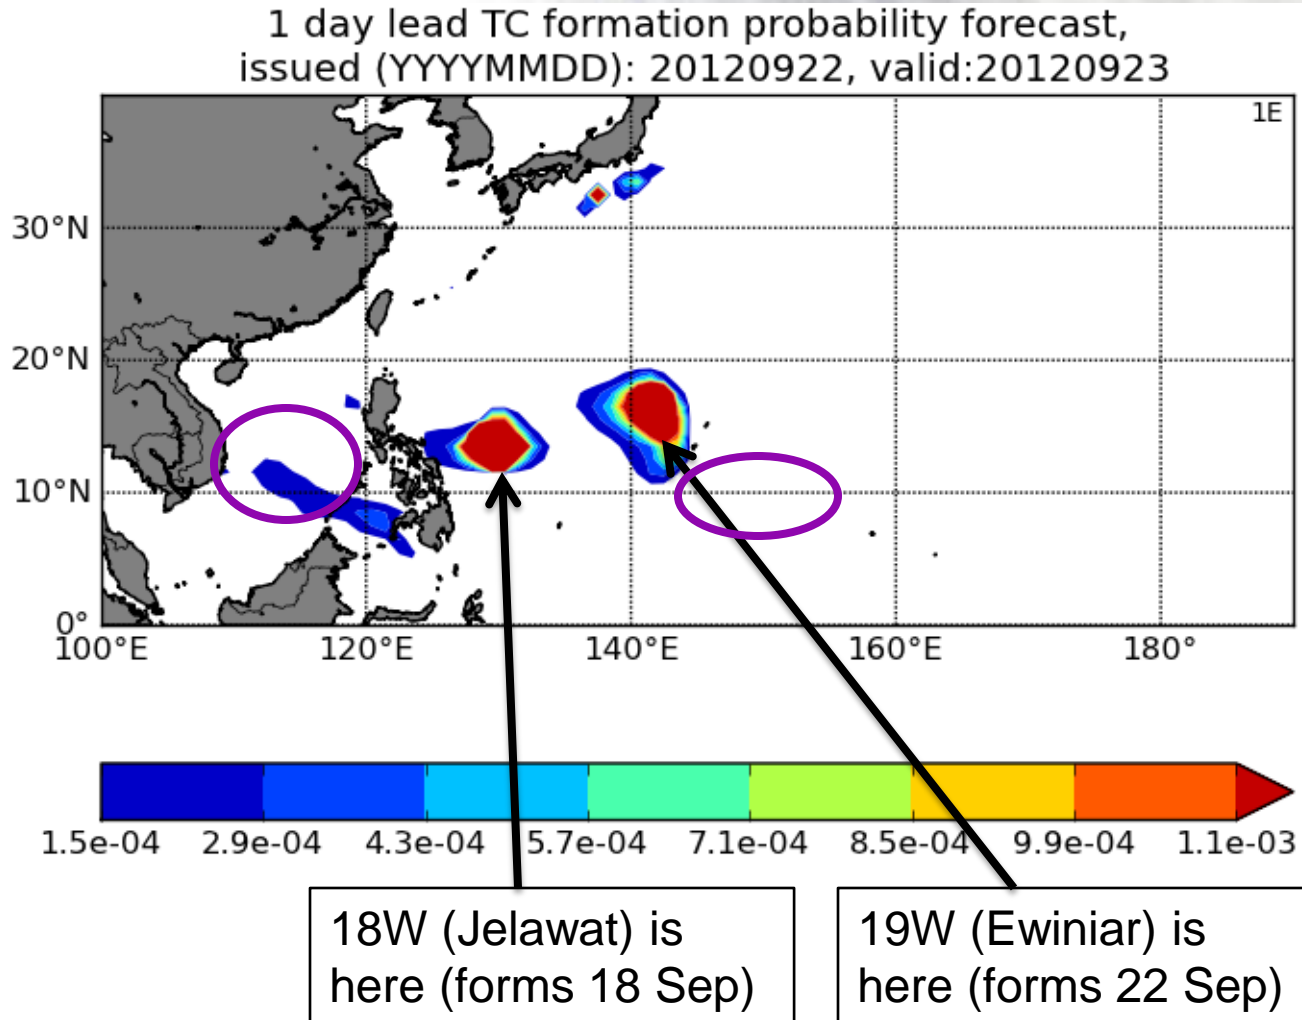 1 day lead TC formation probability forecast,
issued (YYYYMMDD): 20120922, valid:20120923
1E
30°N
20°N
10°N
0°
100°E 120°E 140°E 160°E 180°
1.5e-04 2.9e-04 4.3e-04 5.7e-04 7.1e-04 8.5e-04 9.9e-04 1.1e-03
18W (Jelawat) is
here (forms 18 Sep)
19W (Ewiniar) is
here (forms 22 Sep)